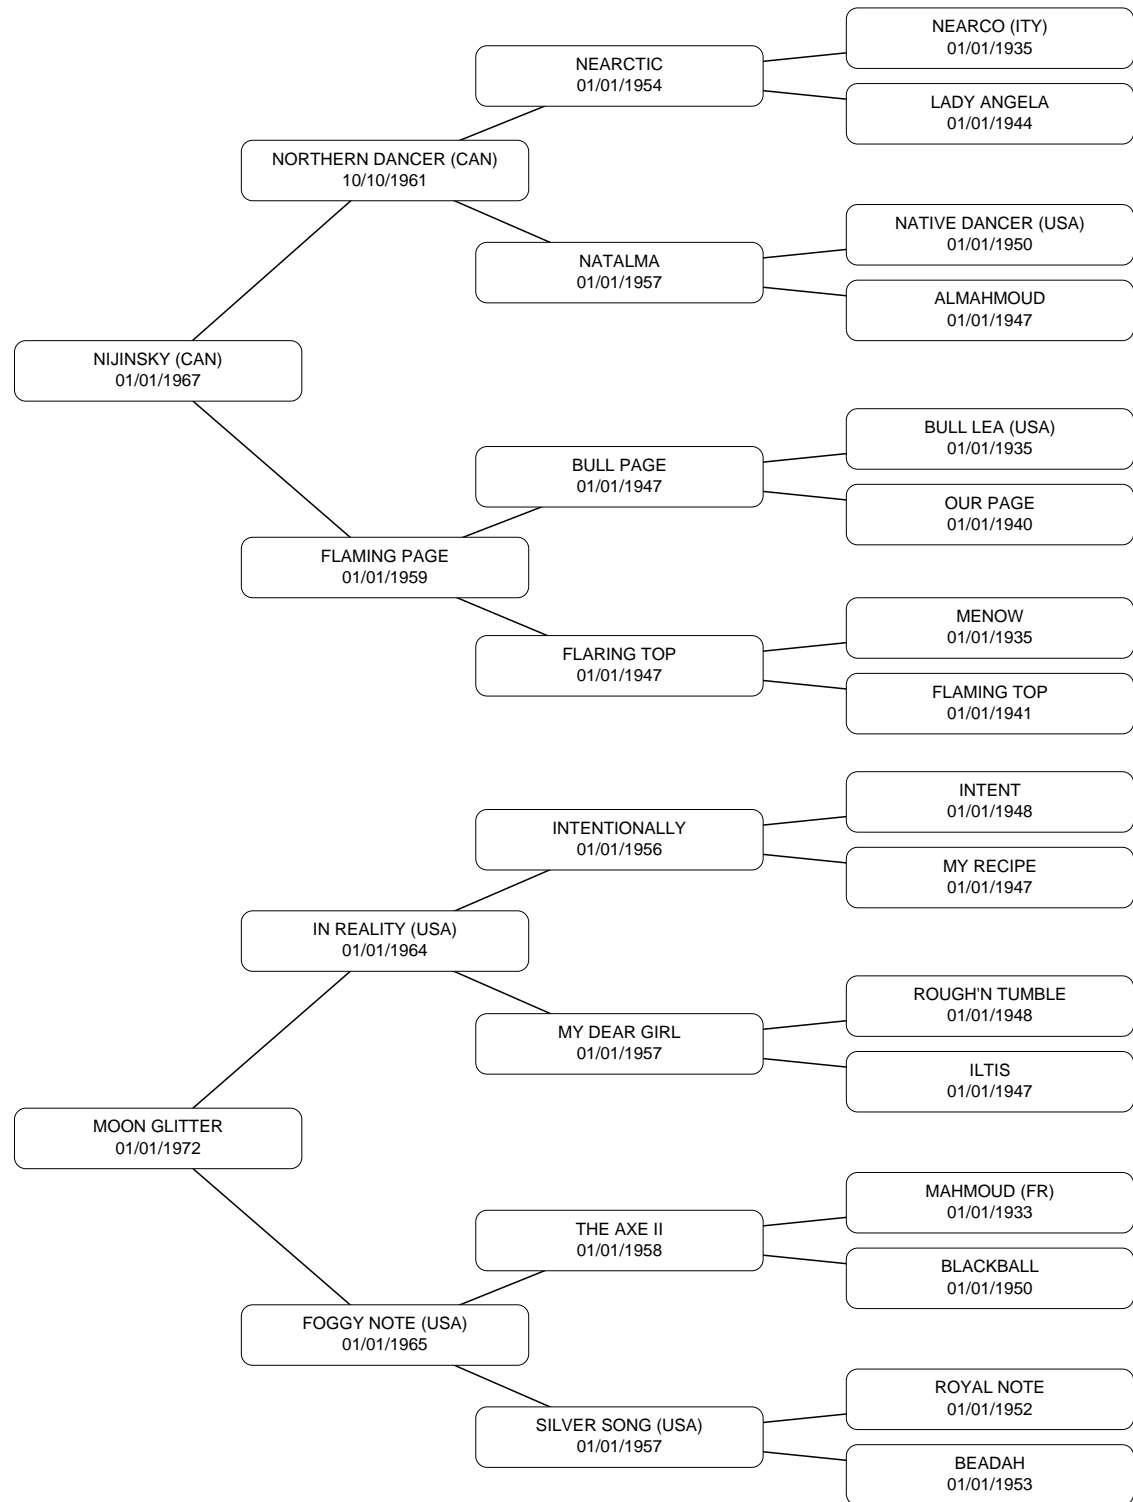 NEARCO (ITY)
01/01/1935
NEARCTIC
01/01/1954
LADY ANGELA
01/01/1944
NORTHERN DANCER (CAN)
10/10/1961
NATIVE DANCER (USA)
01/01/1950
NATALMA
01/01/1957
ALMAHMOUD
01/01/1947
NIJINSKY (CAN)
01/01/1967
BULL LEA (USA)
01/01/1935
BULL PAGE
01/01/1947
OUR PAGE
01/01/1940
FLAMING PAGE
01/01/1959
MENOW
01/01/1935
FLARING TOP
01/01/1947
FLAMING TOP
01/01/1941
INTENT
01/01/1948
INTENTIONALLY
01/01/1956
MY RECIPE
01/01/1947
IN REALITY (USA)
01/01/1964
ROUGH'N TUMBLE
01/01/1948
MY DEAR GIRL
01/01/1957
ILTIS
01/01/1947
MOON GLITTER
01/01/1972
MAHMOUD (FR)
01/01/1933
THE AXE II
01/01/1958
BLACKBALL
01/01/1950
FOGGY NOTE (USA)
01/01/1965
ROYAL NOTE
01/01/1952
SILVER SONG (USA)
01/01/1957
BEADAH
01/01/1953